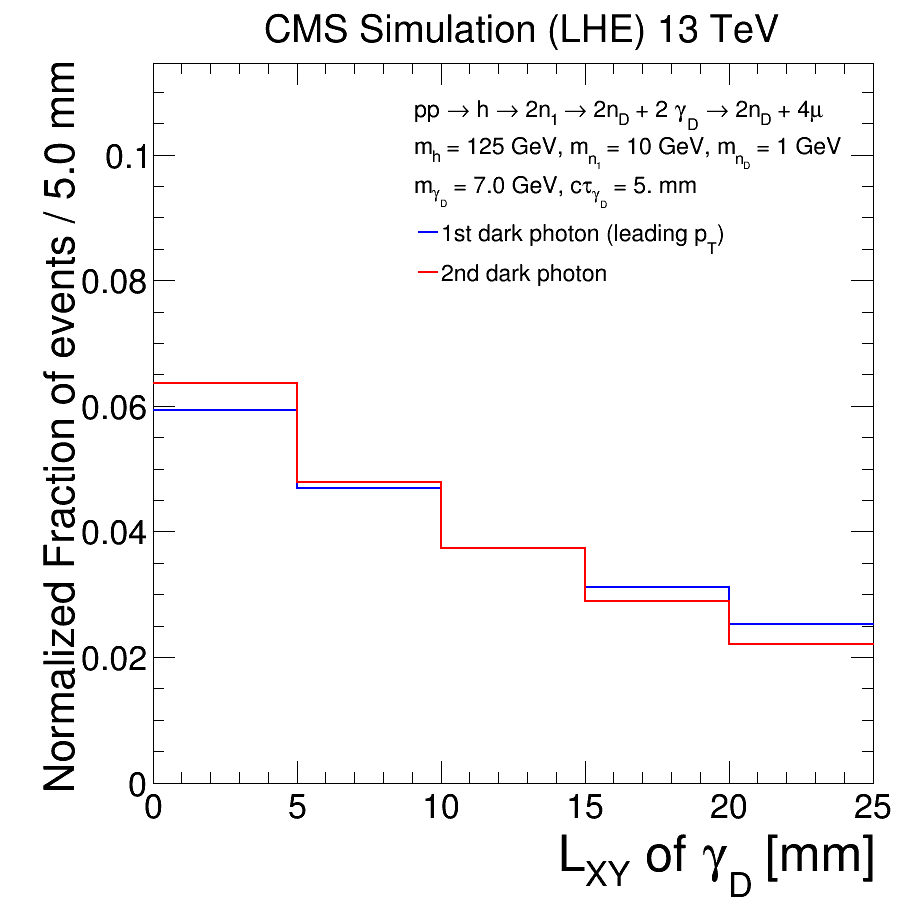 CMS Simulation (LHE) 13 TeV
Normalized Fraction of events / 5.0 mm
pp → h → 2n1 → 2nD + 2 γD → 2nD + 4μ
mh = 125 GeV, mn1 = 10 GeV, mnD = 1 GeV
mγD = 7.0 GeV, cτγD = 5. mm
1st dark photon (leading pT)
2nd dark photon
0.1
0.08
0.06
0.04
0.02
0
0 5 10 15 20 25
LXY of γD [mm]